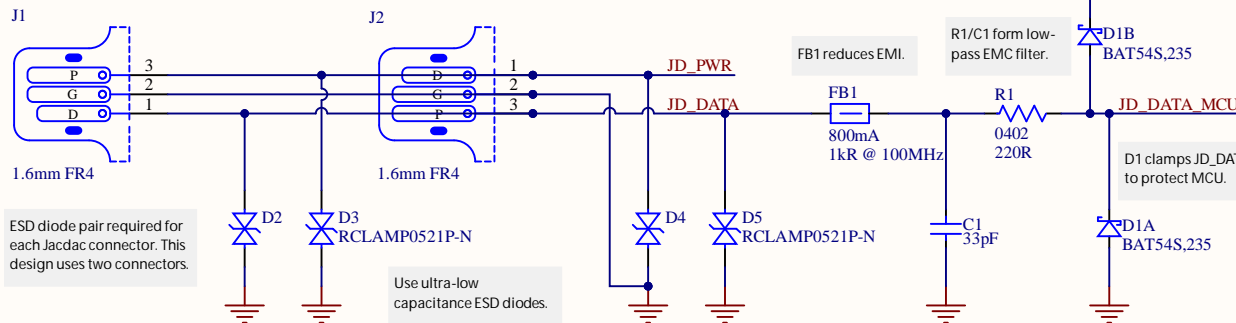 J1
P
G
D
3
2
1
1.6mm FR4
ESD diode pair required for
each Jacdac connector. This
design uses two connectors.
D2
D3
RCLAMP0521P-N
J2
D
G
P
1
2
3
1.6mm FR4
Use ultra-low
capacitance ESD diodes.
JD_PWR
JD_DATA
D4
D5
RCLAMP0521P-N
FB1 reduces EMI.
FB1
800mA
1kR @ 100MHz
R1/C1 form low-
pass EMC filter.
R1
0402
220R
C1
33pF
D1B
BAT54S,235
JD_DATA_MCU
D1 clamps JD_DAT
to protect MCU.
D1A
BAT54S,235